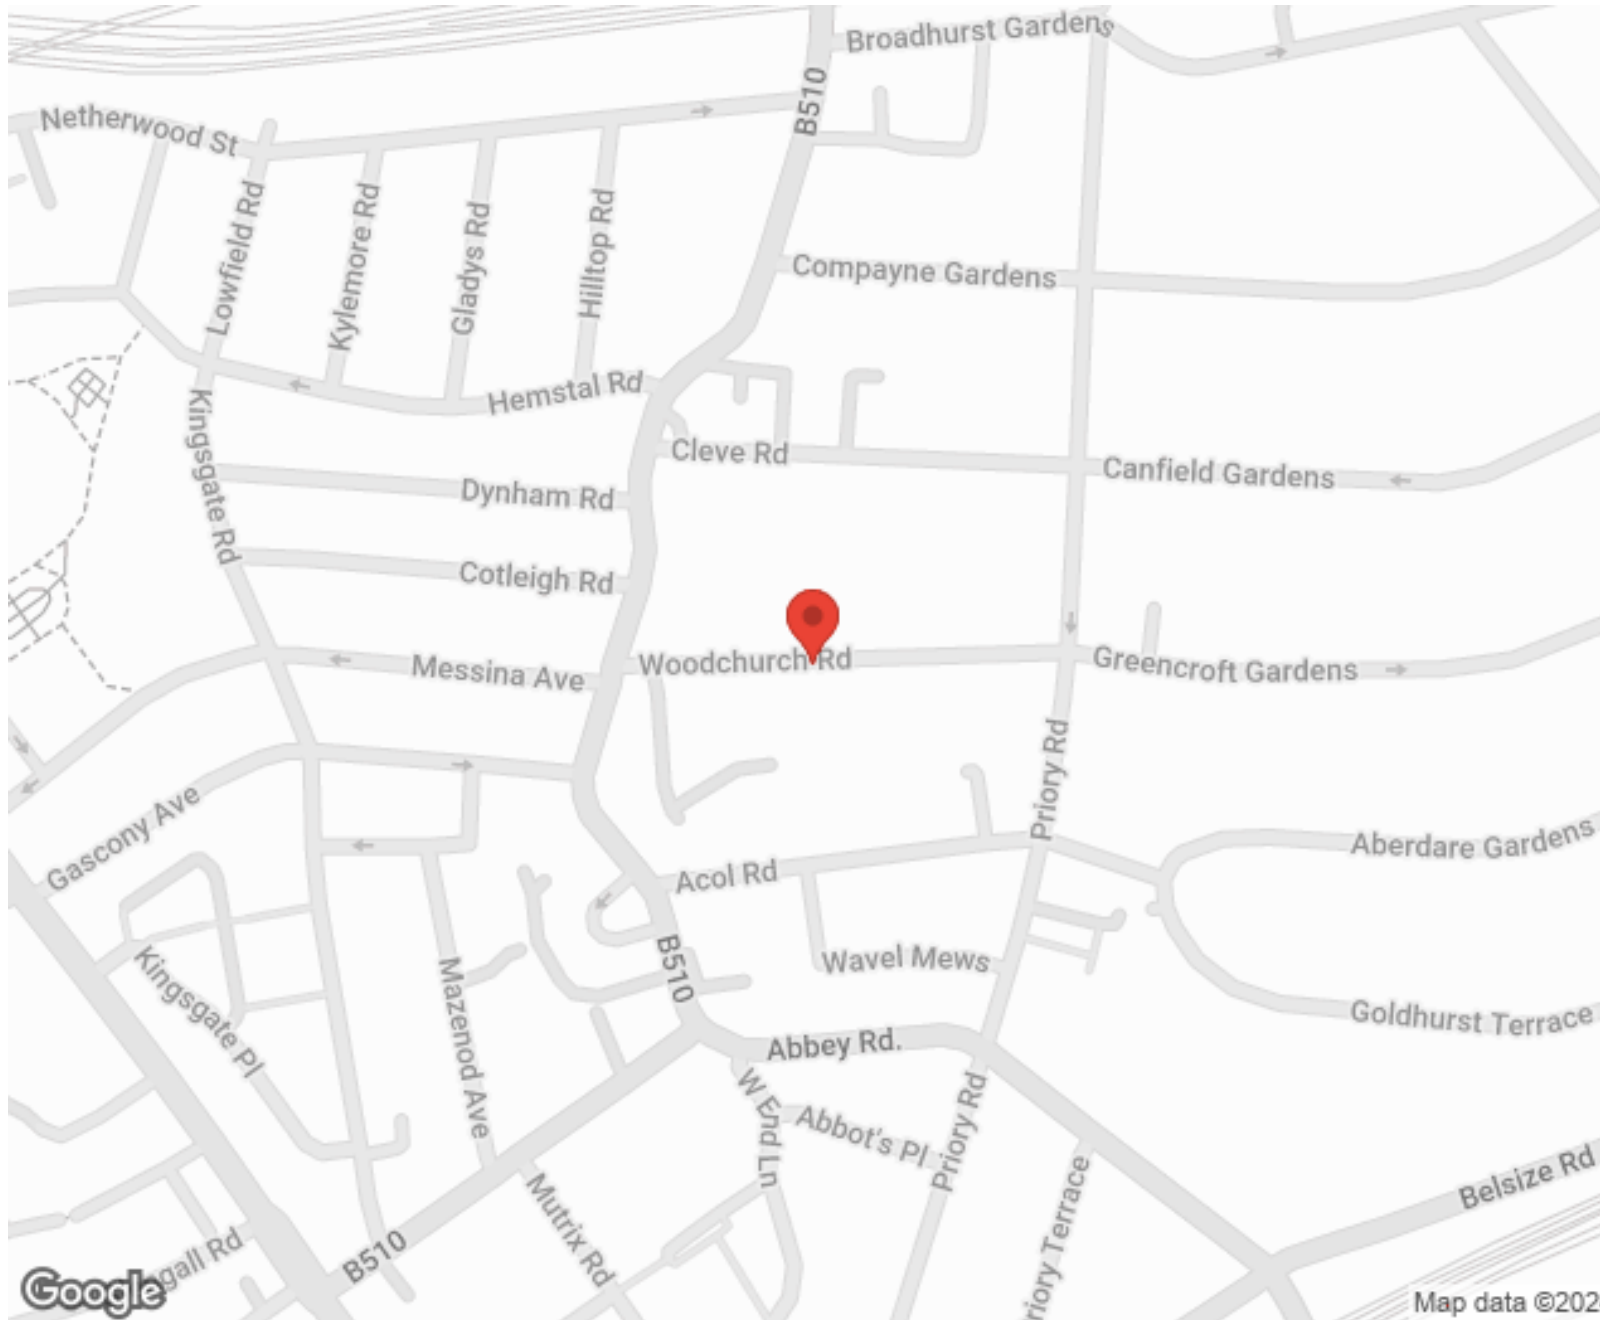 Broadhurst Gardens
B510
Netherwood St
Lowfield Rd
Kylemore Rd
Gladys Rd
Hilltop Rd
Compayne Gardens
Hemstal Rd
Kingsgate Rd
Cleve Rd
Canfield Gardens
Dynham Rd
Cotleigh Rd
Messina Ave
Woodchurch Rd
Greencroft Gardens
Priory Rd
Gascony Ave
Aberdare Gardens
Acol Rd
B510
Wavel Mews
Kingsgate Pl
Mazenod Ave
Goldhurst Terrace
Abbey Rd.
W End Ln
Abbot's Pl
Priory Rd
riory Terrace
Belsize Rd
Mutrix Rd
B510
gall Rd
Google
Map data ©202